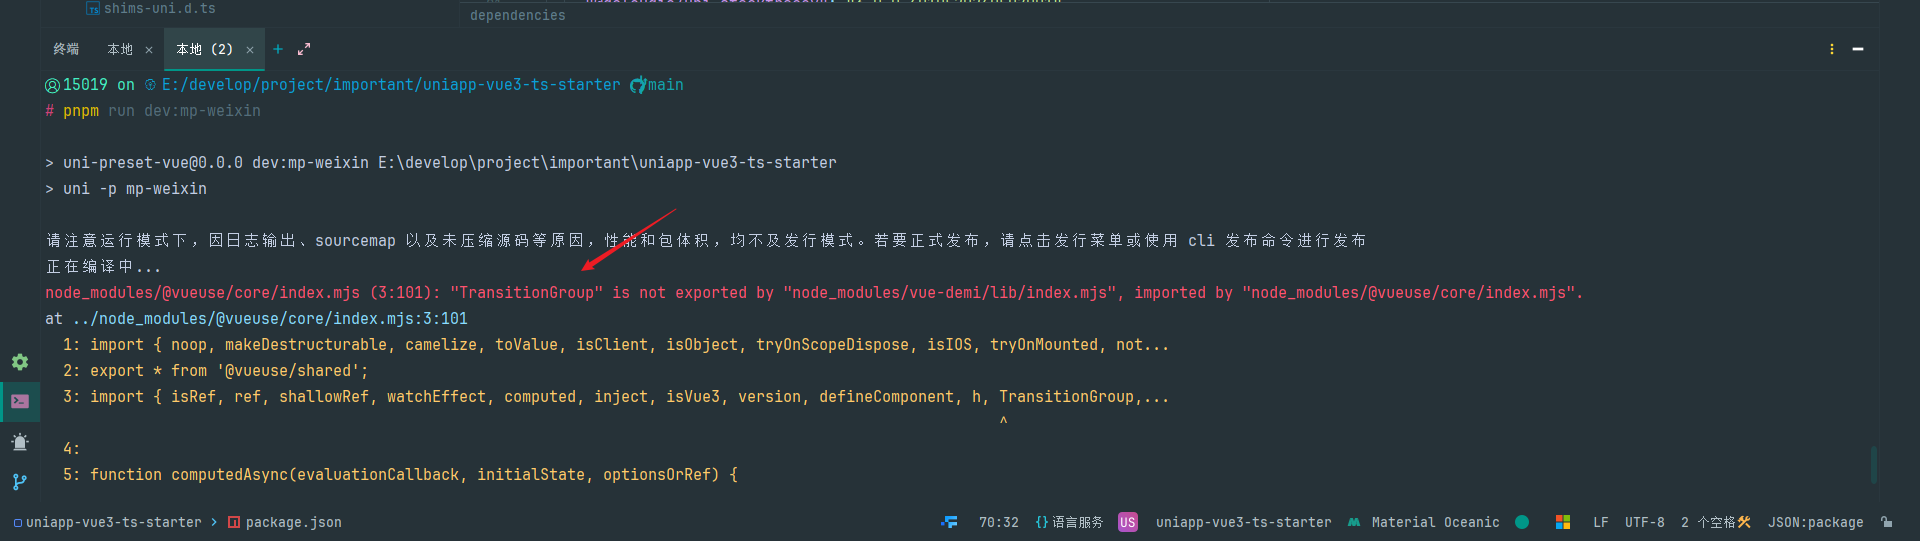 shims-uni.d.ts
dependencies
终端 本地 × 本地 (2) × +
15019 on E:/develop/project/important/uniapp-vue3-ts-starter main
# pnpm run dev:mp-weixin
> uni-preset-vue@0.0.0 dev:mp-weixin E:\develop\project\important\uniapp-vue3-ts-starter
> uni -p mp-weixin
请注意运行模式下，因日志输出、sourcemap 以及未压缩源码等原因，性能和包体积，均不及发行模式。若要正式发布，请点击发行菜单或使用 cli 发布命令进行发布
正在编译中...
node_modules/@vueuse/core/index.mjs (3:101): "TransitionGroup" is not exported by "node_modules/vue-demi/lib/index.mjs", imported by "node_modules/@vueuse/core/index.mjs".
at ../node_modules/@vueuse/core/index.mjs:3:101
1: import { noop, makeDestructurable, camelize, toValue, isClient, isObject, tryOnScopeDispose, isIOS, tryOnMounted, not...
2: export * from '@vueuse/shared';
3: import { isRef, ref, shallowRef, watchEffect, computed, inject, isVue3, version, defineComponent, h, TransitionGroup,...
^
4:
5: function computedAsync(evaluationCallback, initialState, optionsOrRef) {
uniapp-vue3-ts-starter > package.json 70:32 {} 语言服务 US uniapp-vue3-ts-starter Material Oceanic LF UTF-8 2 个空格 JSON:package